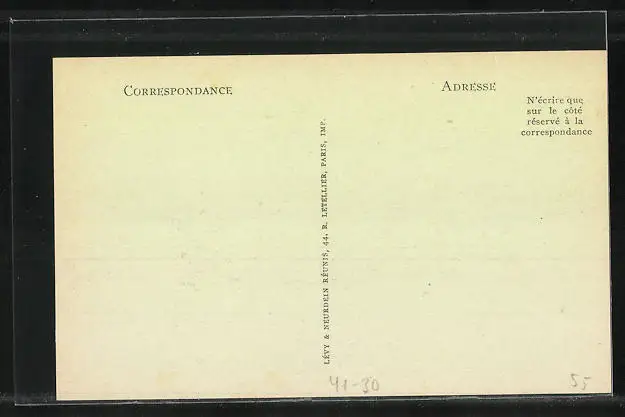 CORRESPONDANCE
ADRESSE
N'écrire que
sur le côté
réservé à la
correspondance
LÉVY & NEURDEIN RÉUNIS, 44, R. LETELLIER, PARIS, IMP.
41-30
55